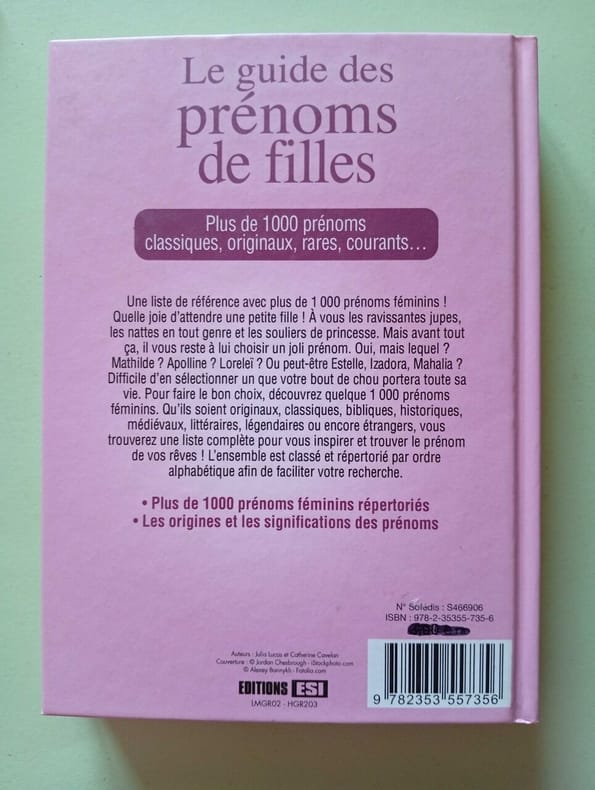 Le guide des
prénoms
de filles
Plus de 1000 prénoms
classiques, originaux, rares, courants...
Une liste de référence avec plus de 1 000 prénoms féminins !
Quelle joie d'attendre une petite fille ! À vous les ravissantes jupes,
les nattes en tout genre et les souliers de princesse. Mais avant tout
ça, il vous reste à lui choisir un joli prénom. Oui, mais lequel ?
Mathilde ? Apolline ? Loreleï ? Ou peut-être Estelle, Izadora, Mahalia ?
Difficile d'en sélectionner un que votre bout de chou portera toute sa
vie. Pour faire le bon choix, découvrez quelque 1 000 prénoms
féminins. Qu'ils soient originaux, classiques, bibliques, historiques,
médiévaux, littéraires, légendaires ou encore étrangers, vous
trouverez une liste complète pour vous inspirer et trouver le prénom
de vos rêves ! L'ensemble est classé et répertorié par ordre
alphabétique afin de faciliter votre recherche.
• Plus de 1000 prénoms féminins répertoriés
• Les origines et les significations des prénoms
N° Solédis : S466906
ISBN : 978-2-35355-735-6
Auteurs : Julia Lucas et Catherine Cavelan
Couverture : © Jordan Chesbrough - iStockphoto.com
© Alexey Bannykh - Fotolia.com
EDITIONS ESI
LMGR02 - HGR203
9 782353 557356